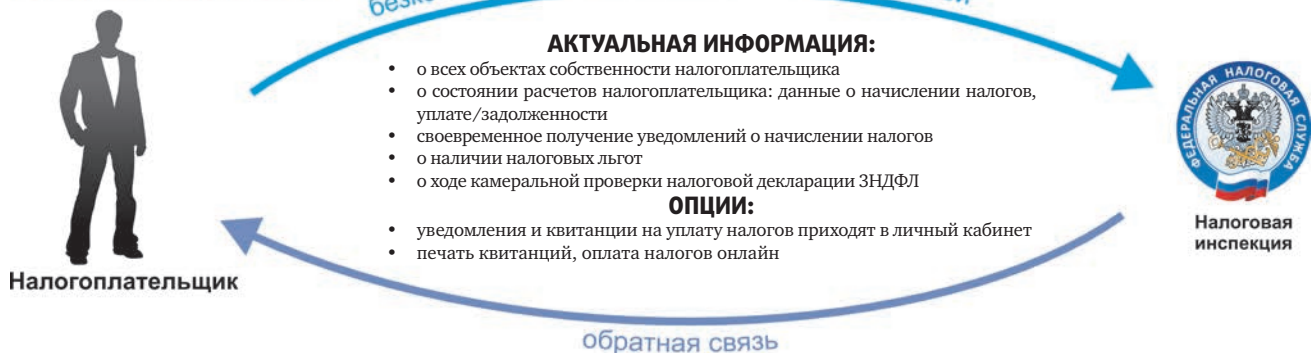 АКТУАЛЬНАЯ ИНФОРМАЦИЯ:
• о всех объектах собственности налогоплательщика
• о состоянии расчетов налогоплательщика: данные о начислении налогов,
уплате/задолженности
• своевременное получение уведомлений о начислении налогов
• о наличии налоговых льгот
• о ходе камеральной проверки налоговой декларации 3НДФЛ
ОПЦИИ:
• уведомления и квитанции на уплату налогов приходят в личный кабинет
• печать квитанций, оплата налогов онлайн
Налогоплательщик
ФЕДЕРАЛЬНАЯ НАЛОГОВАЯ СЛУЖБА
Налоговая
инспекция
обратная связь